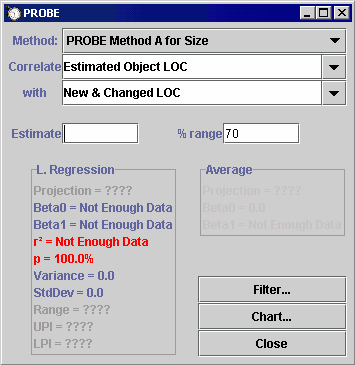 PROBE
Method: PROBE Method A for Size
Correlate Estimated Object LOC
with New & Changed LOC
Estimate % range 70
L. Regression
Projection = ????
Beta0 = Not Enough Data
Beta1 = Not Enough Data
r² = Not Enough Data
p = 100.0%
Variance = 0.0
StdDev = 0.0
Range = ????
UPI = ????
LPI = ????
Average
Projection = ????
Beta0 = 0.0
Beta1 = Not Enough Data
Filter...
Chart...
Close